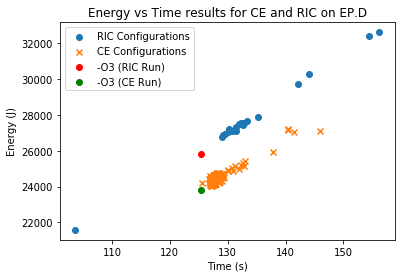 Energy vs Time results for CE and RIC on EP.D
RIC Configurations
CE Configurations
-O3 (RIC Run)
-O3 (CE Run)
Energy (J)
32000
30000
28000
26000
24000
22000
110
120
130
140
150
Time (s)